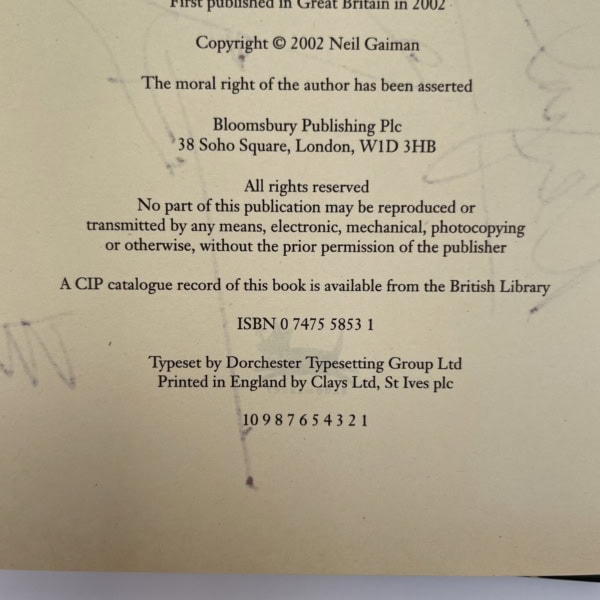 First published in Great Britain in 2002
Copyright © 2002 Neil Gaiman
The moral right of the author has been asserted
Bloomsbury Publishing Plc
38 Soho Square, London, W1D 3HB
All rights reserved
No part of this publication may be reproduced or
transmitted by any means, electronic, mechanical, photocopying
or otherwise, without the prior permission of the publisher
A CIP catalogue record of this book is available from the British Library
ISBN 0 7475 5853 1
Typeset by Dorchester Typesetting Group Ltd
Printed in England by Clays Ltd, St Ives plc
10 9 8 7 6 5 4 3 2 1